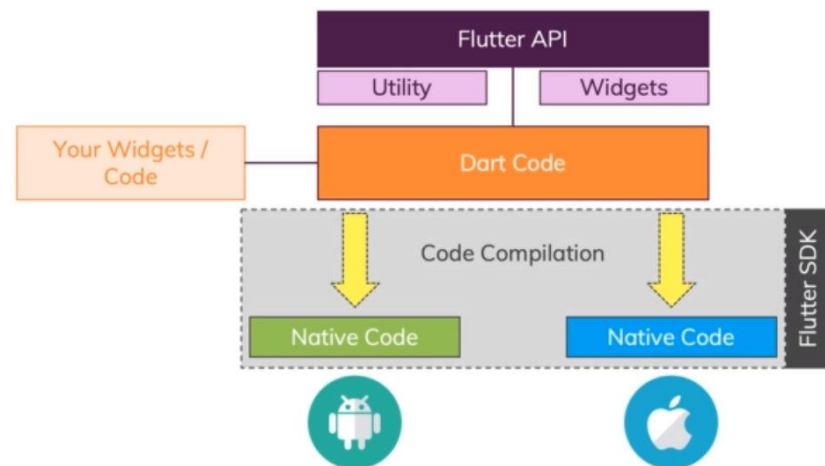 Flutter API
Utility
Widgets
Your Widgets /
Code
Dart Code
Code Compilation
Flutter SDK
Native Code
Native Code